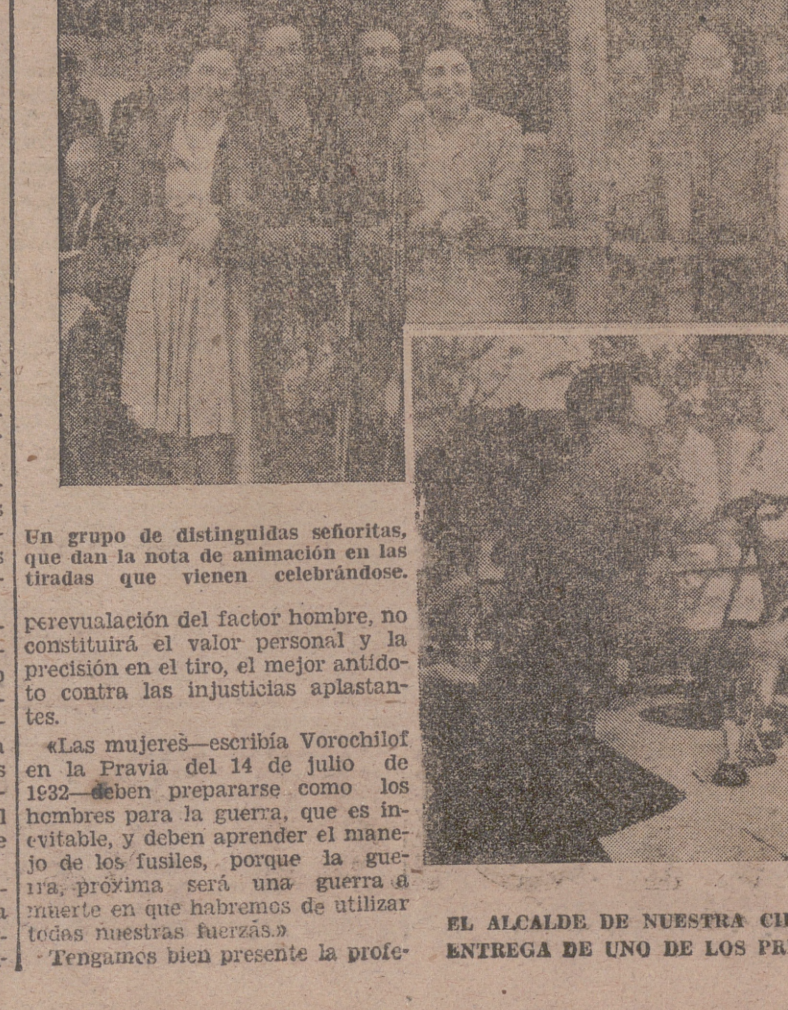 Un grupo de distinguidas señoritas,
que dan la nota de animación en las
tiradas que vienen celebrándose.
perevualación del factor hombre, no
constituirá el valor personal y la
precisión en el tiro, el mejor antído-
to contra las injusticias aplastan-
tes.
«Las mujeres—escribía Vorochilof
en la Pravia del 14 de julio de
1932—deben prepararse como los
hombres para la guerra, que es in-
evitable, y deben aprender el mane-
jo de los fusiles, porque la gue-
rra, próxima será una guerra a
muerte en que habremos de utilizar
todas nuestras fuerzas.»
Tengamos bien presente la profe-
EL ALCALDE DE NUESTRA CI
ENTREGA DE UNO DE LOS PR